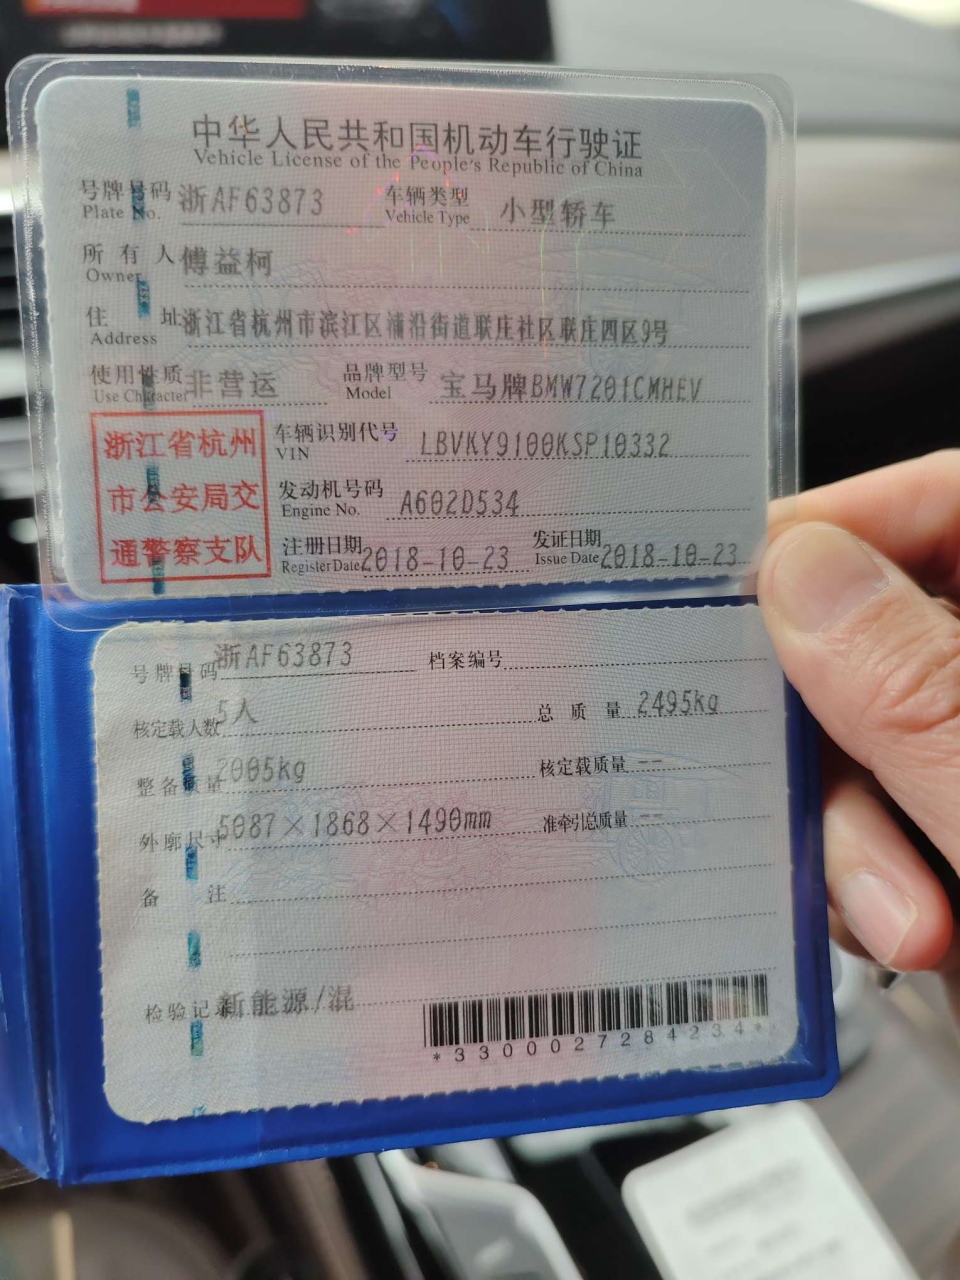 中华人民共和国机动车行驶证
Vehicle License of the People's Republic of China
号牌号码 浙AF63873 车辆类型 小型轿车
Plate No. Vehicle Type
所有人 傅益柯
Owner
住址 浙江省杭州市滨江区浦沿街道联庄社区联庄四区9号
Address
使用性质 非营运 品牌型号 宝马牌BMW7201CMHEV
Use Character Model
浙江省杭州
市公安局交
通警察支队
车辆识别代号 LBVKY9100KSP10332
VIN
发动机号码 A602D534
Engine No.
注册日期 2018-10-23 发证日期 2018-10-23
Register Date Issue Date
号牌号码 浙AF63873 档案编号
核定载人数 5人 总质量 2495kg
整备质量 2005kg 核定载质量 --
外廓尺寸 5087×1868×1490mm 准牵引总质量 --
备注
检验记 新能源/混
*3300027284234*